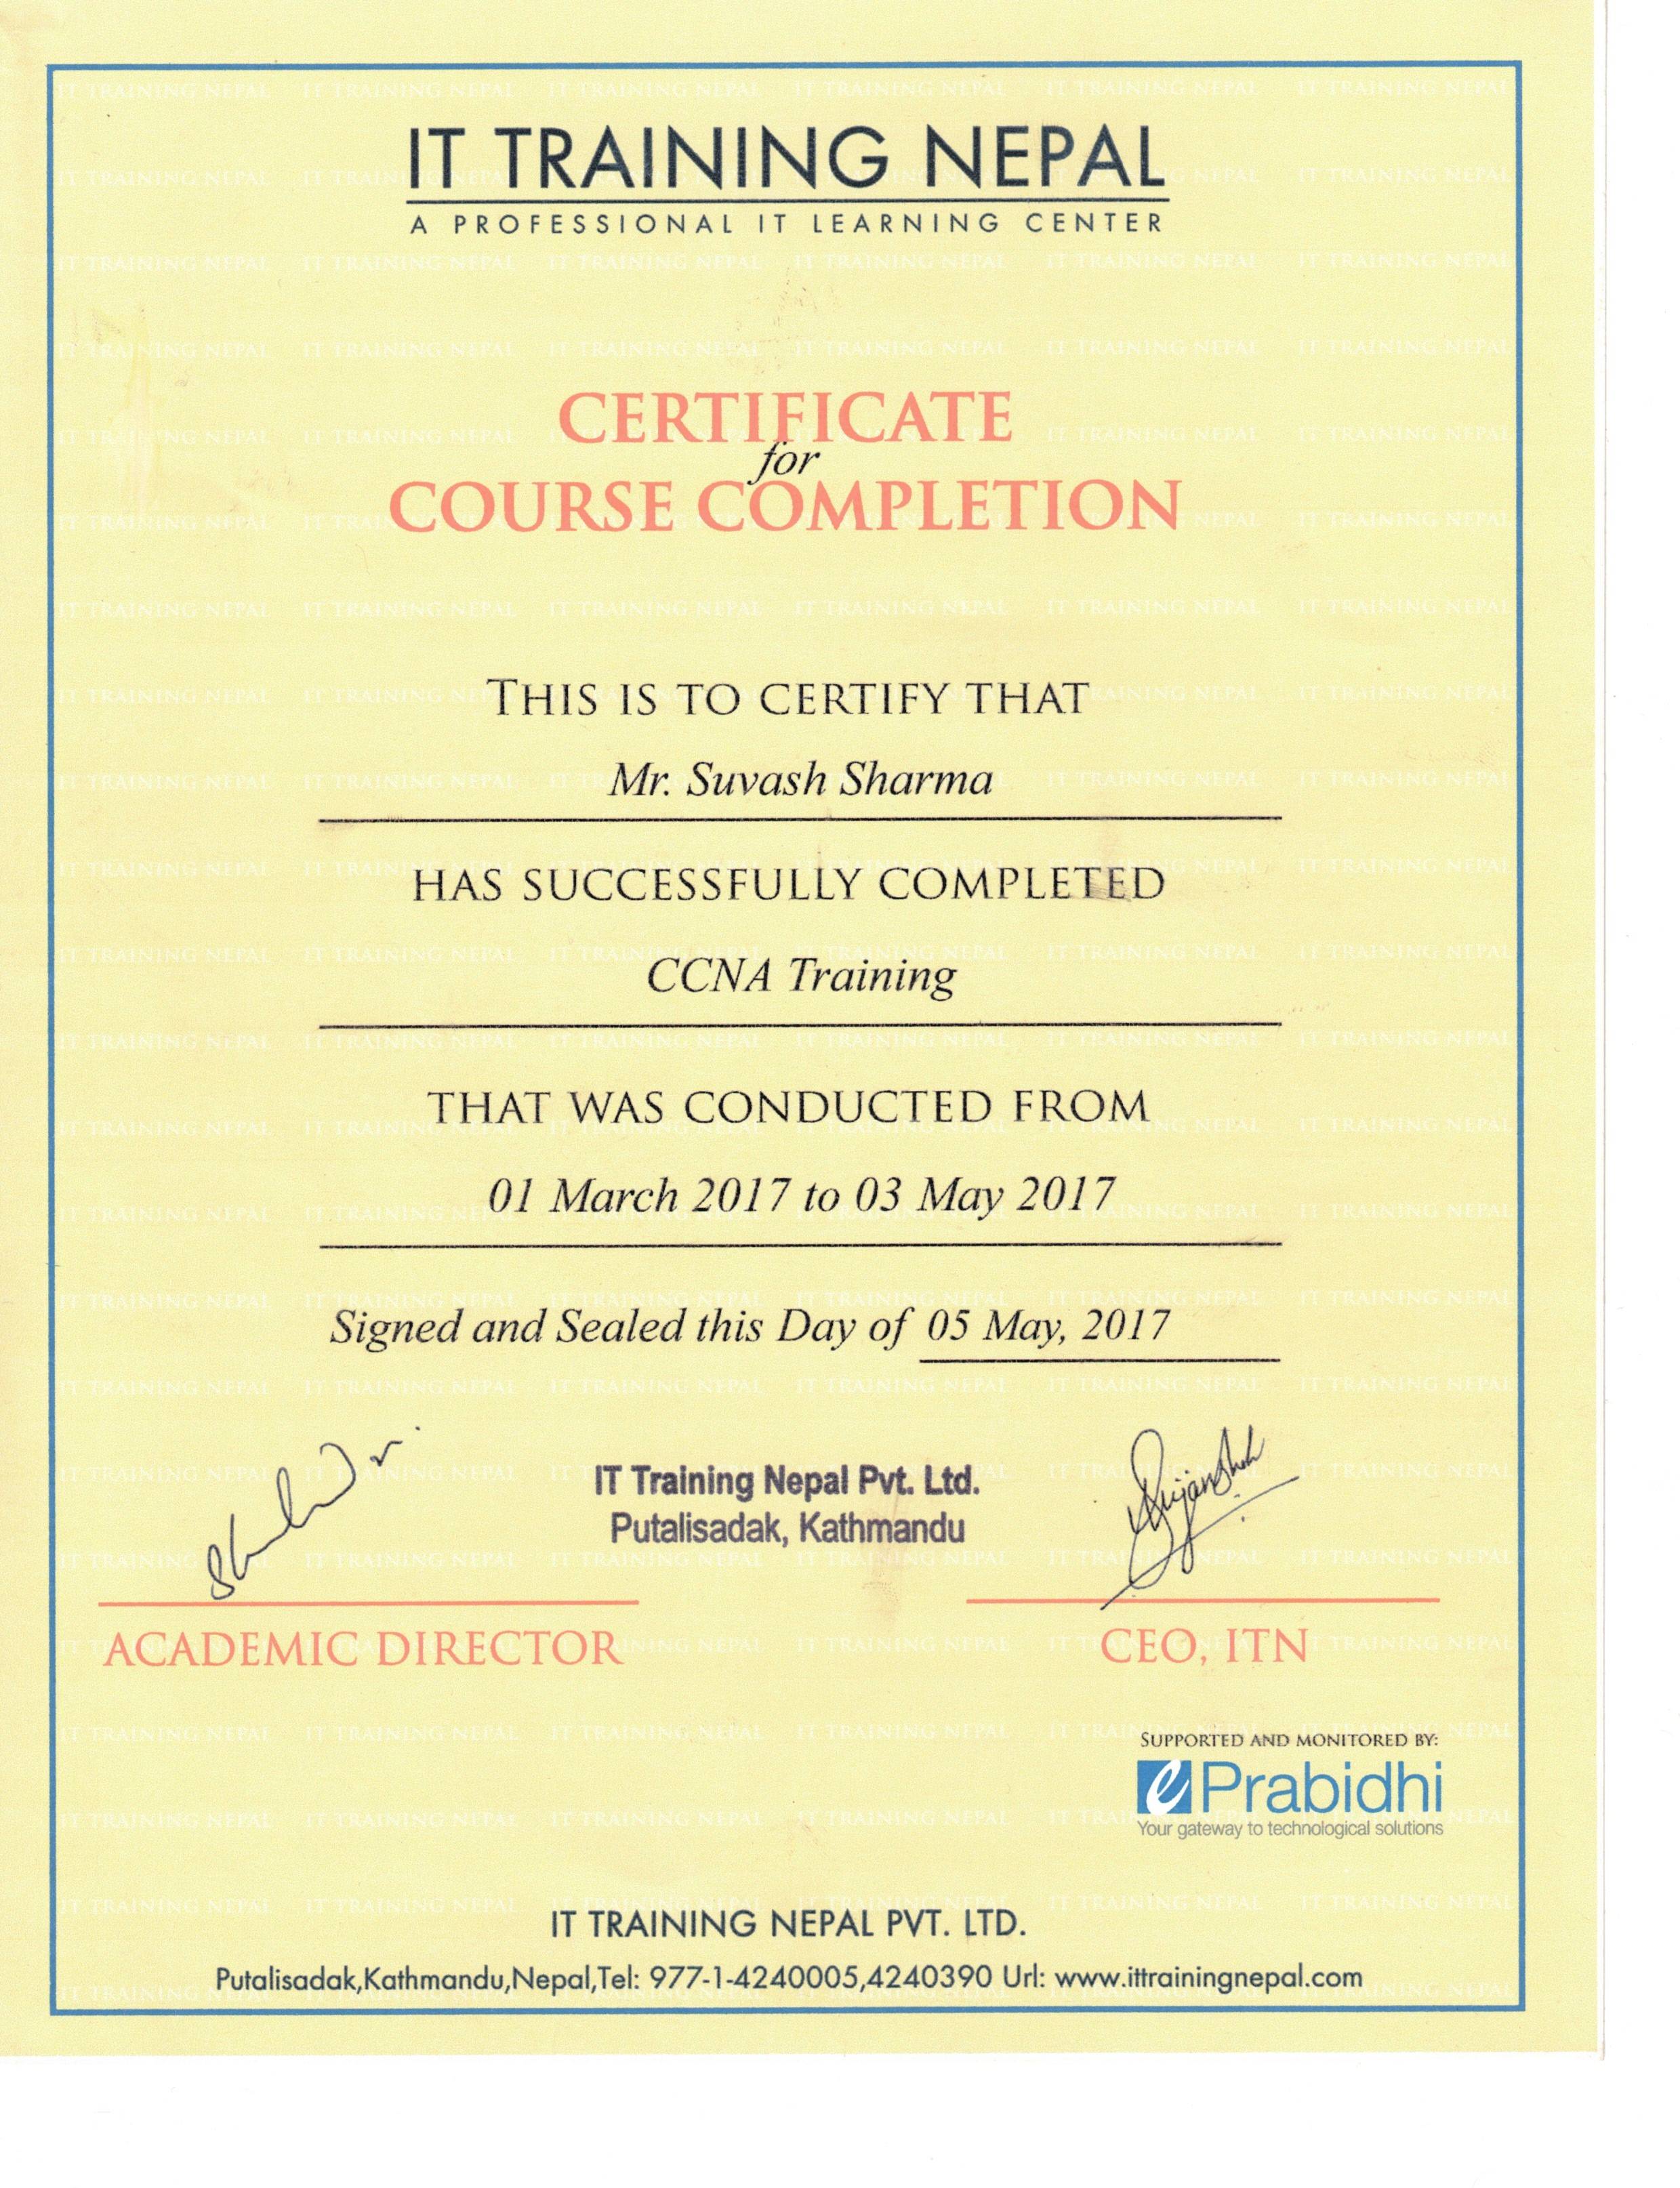 IT TRAINING NEPAL
A PROFESSIONAL IT LEARNING CENTER
CERTIFICATE
for
COURSE COMPLETION
THIS IS TO CERTIFY THAT
Mr. Suvash Sharma
HAS SUCCESSFULLY COMPLETED
CCNA Training
THAT WAS CONDUCTED FROM
01 March 2017 to 03 May 2017
Signed and Sealed this Day of 05 May, 2017
IT Training Nepal Pvt. Ltd.
Putalisadak, Kathmandu
ACADEMIC DIRECTOR
CEO, ITN
SUPPORTED AND MONITORED BY:
e Prabidhi
Your gateway to technological solutions
IT TRAINING NEPAL PVT. LTD.
Putalisadak,Kathmandu,Nepal,Tel: 977-1-4240005,4240390 Url: www.ittrainingnepal.com